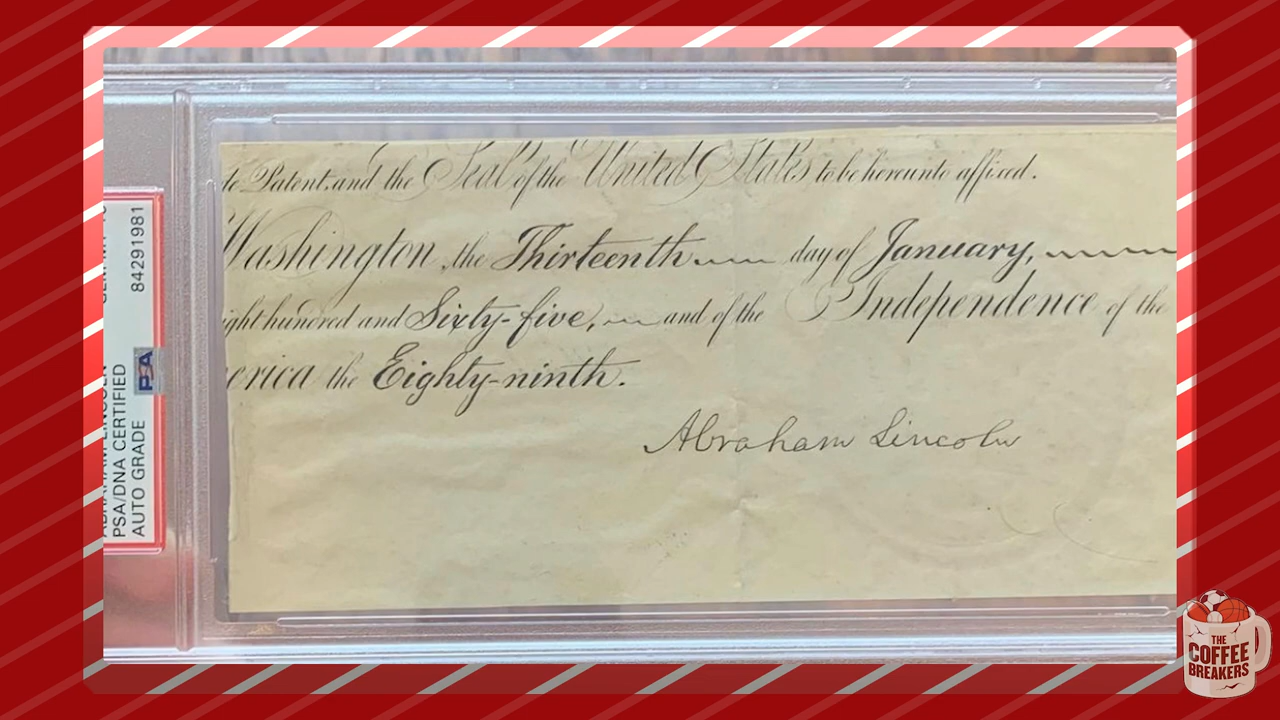 te Patent, and the Seal of the United States to be hereunto affixed.
Washington, the Thirteenth day of January,
ight hundred and Sixty-five, and of the Independence of the
erica the Eighty-ninth.
Abraham Lincoln
84291981
ABRAHAM LINCOLN
PSA/DNA CERTIFIED
AUTO GRADE
PSA
THE
COFFEE
BREAKERS